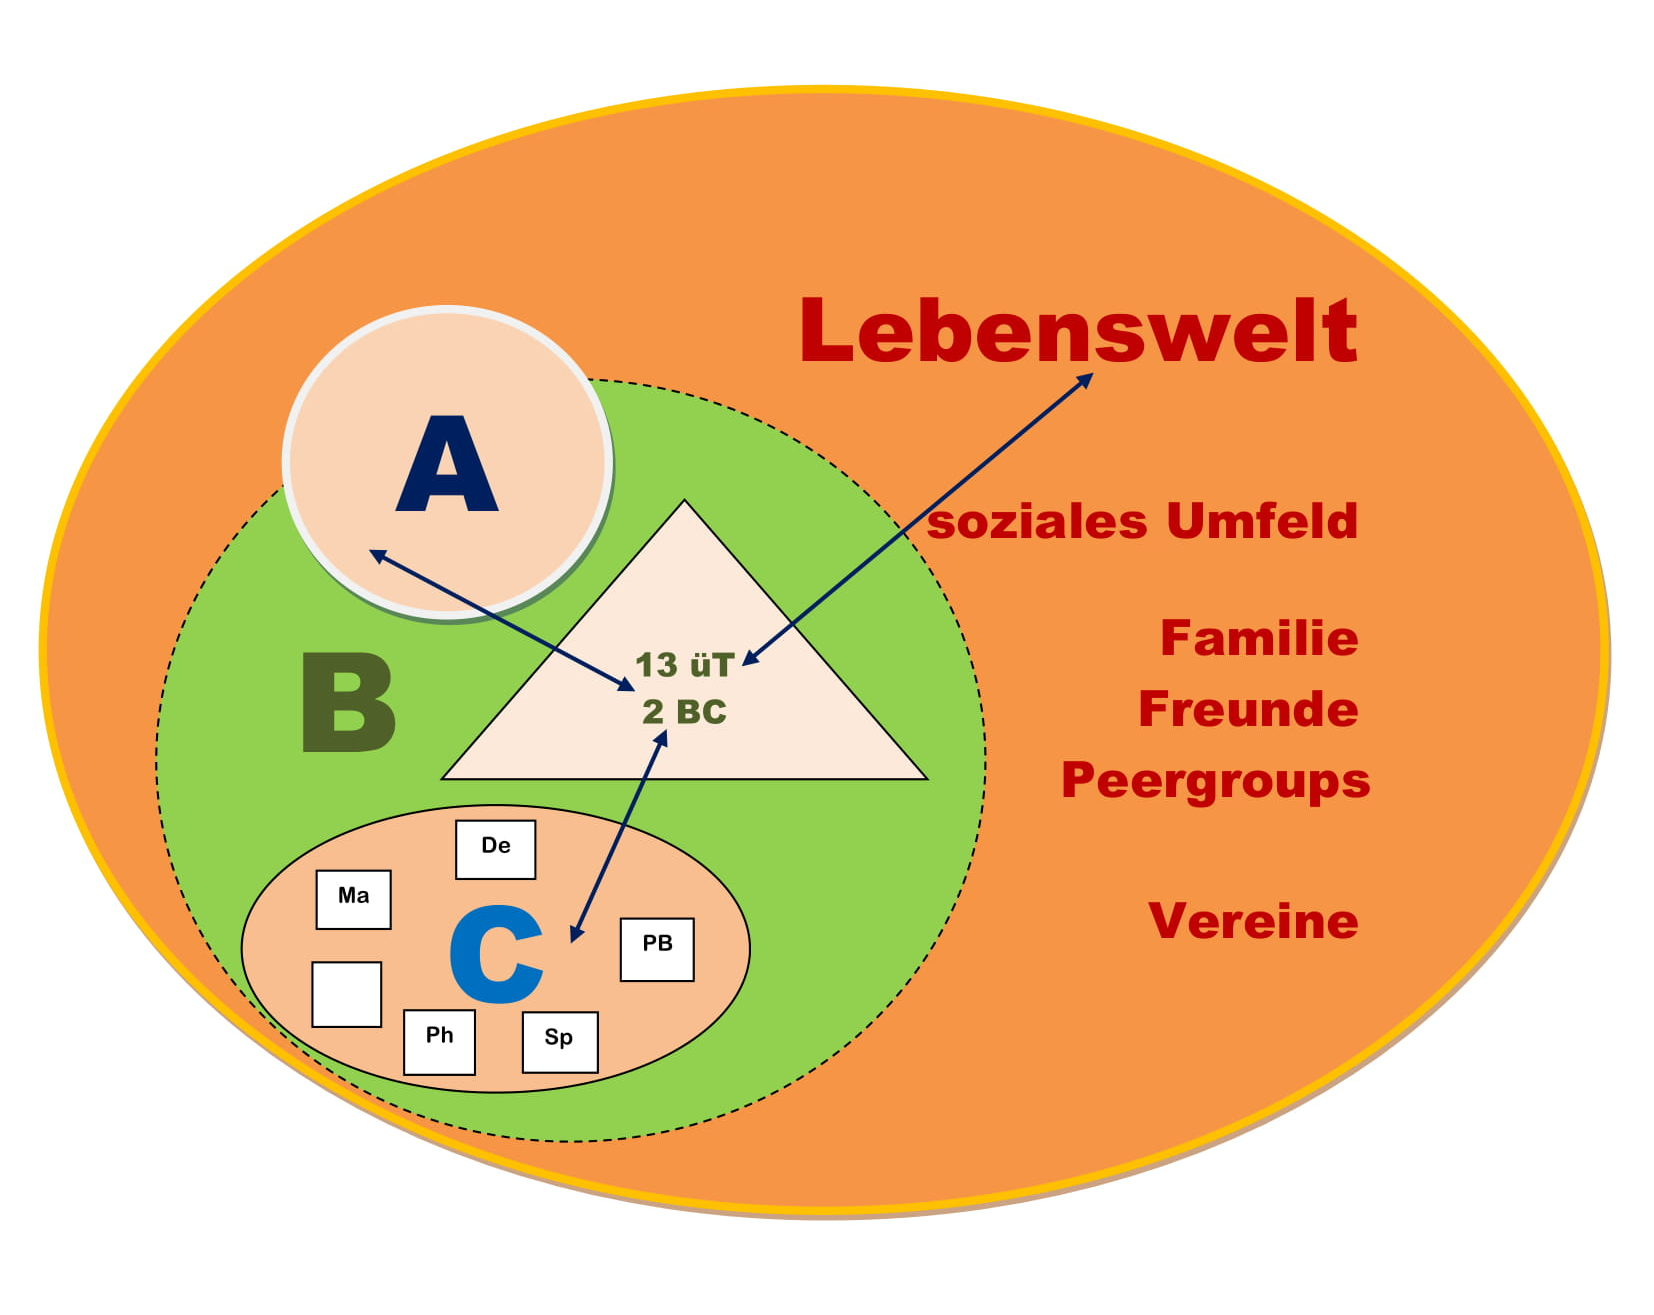 Lebenswelt
A
soziales Umfeld
Familie
13 üT
B
2 BC
Freunde
Peergroups
De
Ma
Vereine
C
PB
Ph
Sp